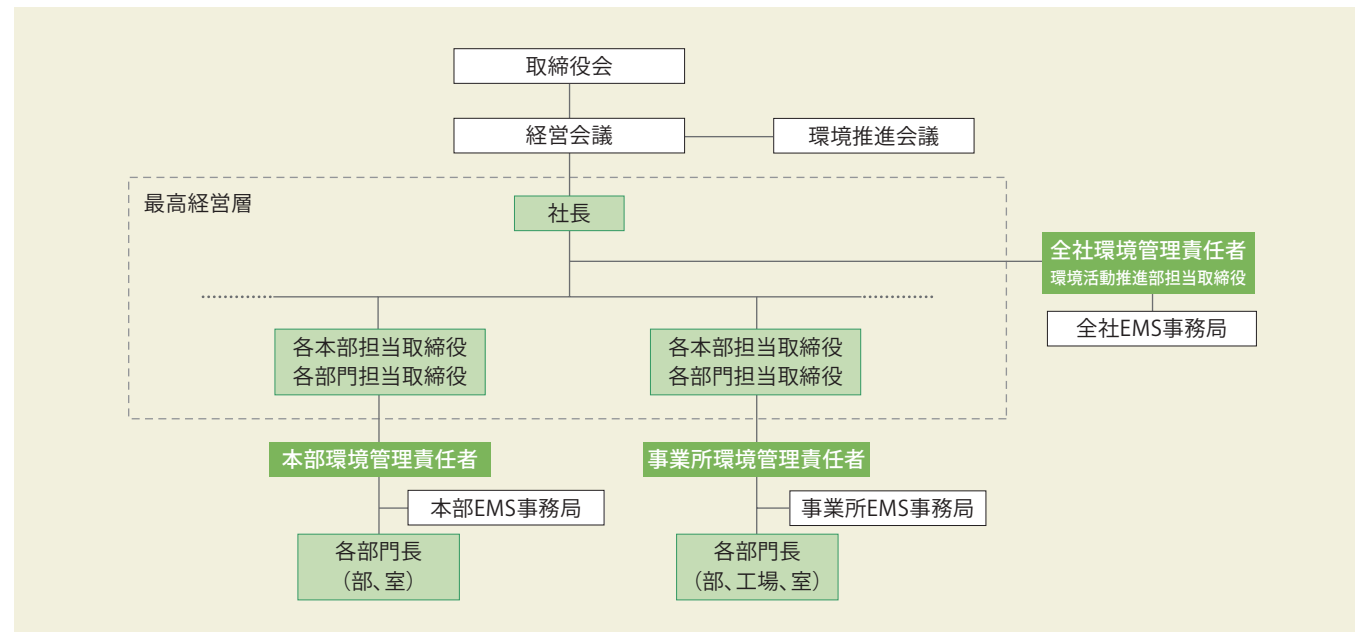 取締役会
経営会議
環境推進会議
最高経営層
社長
全社環境管理責任者
環境活動推進部担当取締役
全社EMS事務局
各本部担当取締役
各部門担当取締役
各本部担当取締役
各部門担当取締役
本部環境管理責任者
事業所環境管理責任者
本部EMS事務局
事業所EMS事務局
各部門長
（部、室）
各部門長
（部、工場、室）